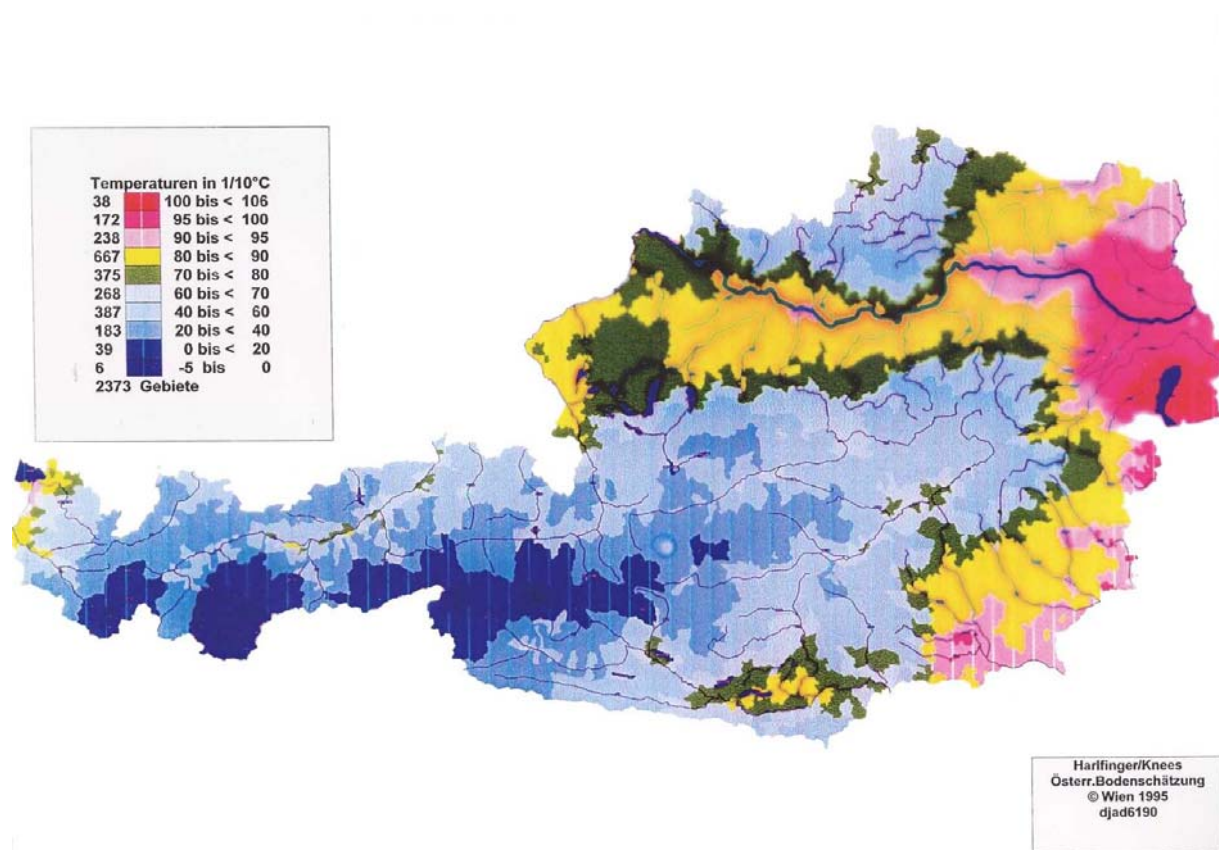 Temperaturen in 1/10°C
38 100 bis < 106
172 95 bis < 100
238 90 bis < 95
667 80 bis < 90
375 70 bis < 80
268 60 bis < 70
387 40 bis < 60
183 20 bis < 40
39 0 bis < 20
6 -5 bis 0
2373 Gebiete
Harlfinger/Knees
Österr.Bodenschätzung
© Wien 1995
djad6190